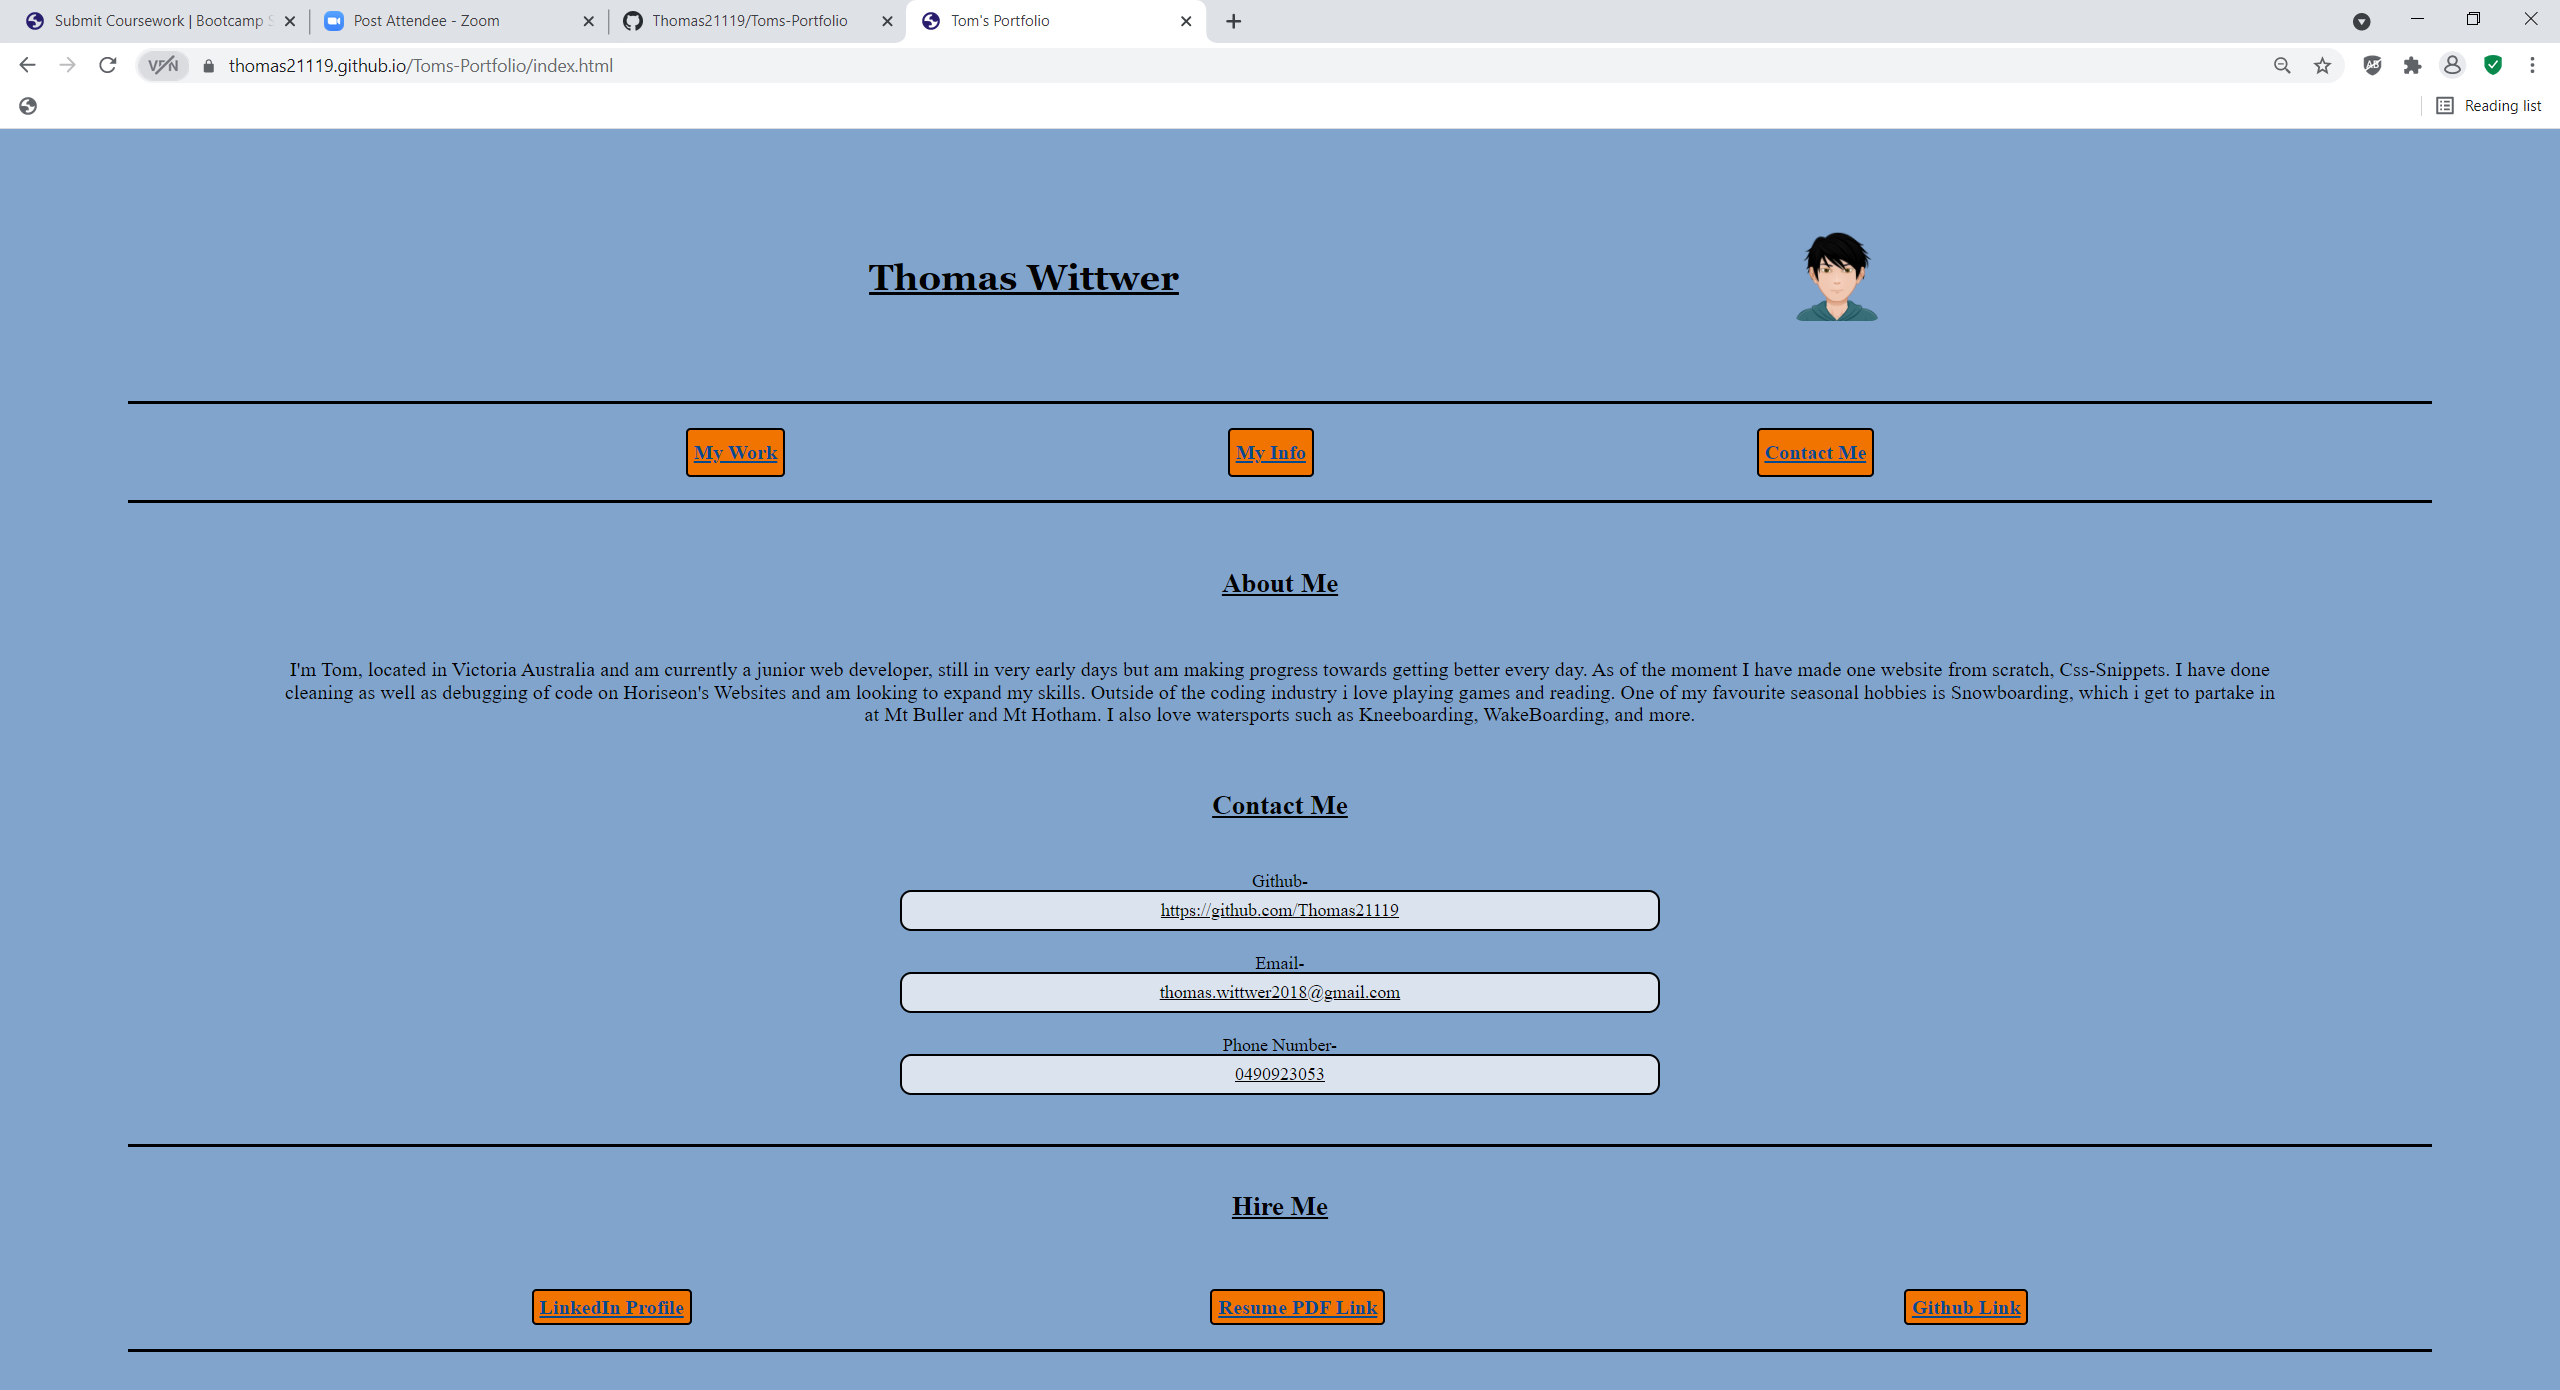 Submit Coursework | Bootcamp S
Post Attendee - Zoom
Thomas21119/Toms-Portfolio
Tom's Portfolio
VPN
thomas21119.github.io/Toms-Portfolio/index.html
Reading list
Thomas Wittwer
My Work
My Info
Contact Me
About Me
I'm Tom, located in Victoria Australia and am currently a junior web developer, still in very early days but am making progress towards getting better every day. As of the moment I have made one website from scratch, Css-Snippets. I have done
cleaning as well as debugging of code on Horiseon's Websites and am looking to expand my skills. Outside of the coding industry i love playing games and reading. One of my favourite seasonal hobbies is Snowboarding, which i get to partake in
at Mt Buller and Mt Hotham. I also love watersports such as Kneeboarding, WakeBoarding, and more.
Contact Me
Github-
https://github.com/Thomas21119
Email-
thomas.wittwer2018@gmail.com
Phone Number-
0490923053
Hire Me
LinkedIn Profile
Resume PDF Link
Github Link